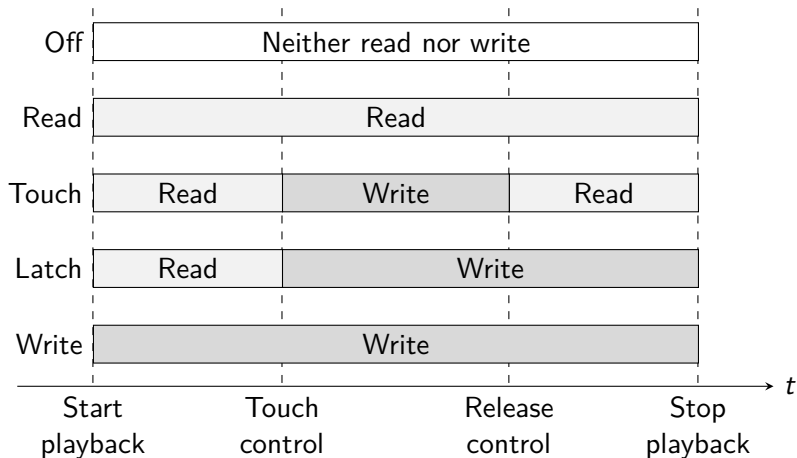 Off Neither read nor write
Read Read
Touch Read Write Read
Latch Read Write
Write Write
t
Start Touch Release Stop
playback control control playback